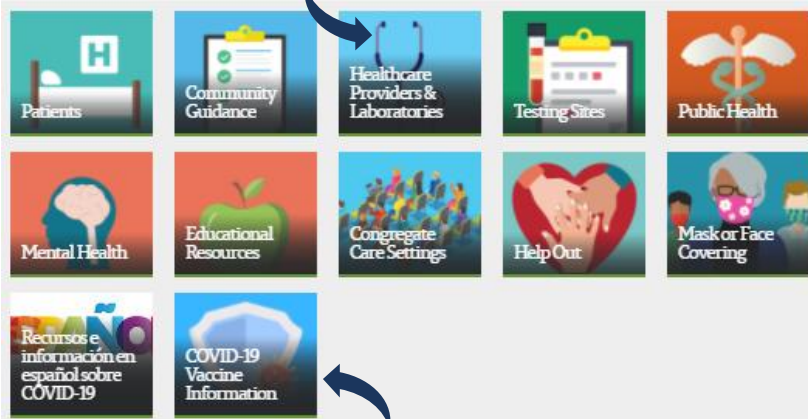 H
Patients
Community
Guidance
Healthcare
Providers &
Laboratories
Testing Sites
Public Health
Mental Health
Educational
Resources
Congregate
Care Settings
Help Out
Mask or Face
Covering
Recursos e
información en
español sobre
COVID-19
COVID-19
Vaccine
Information